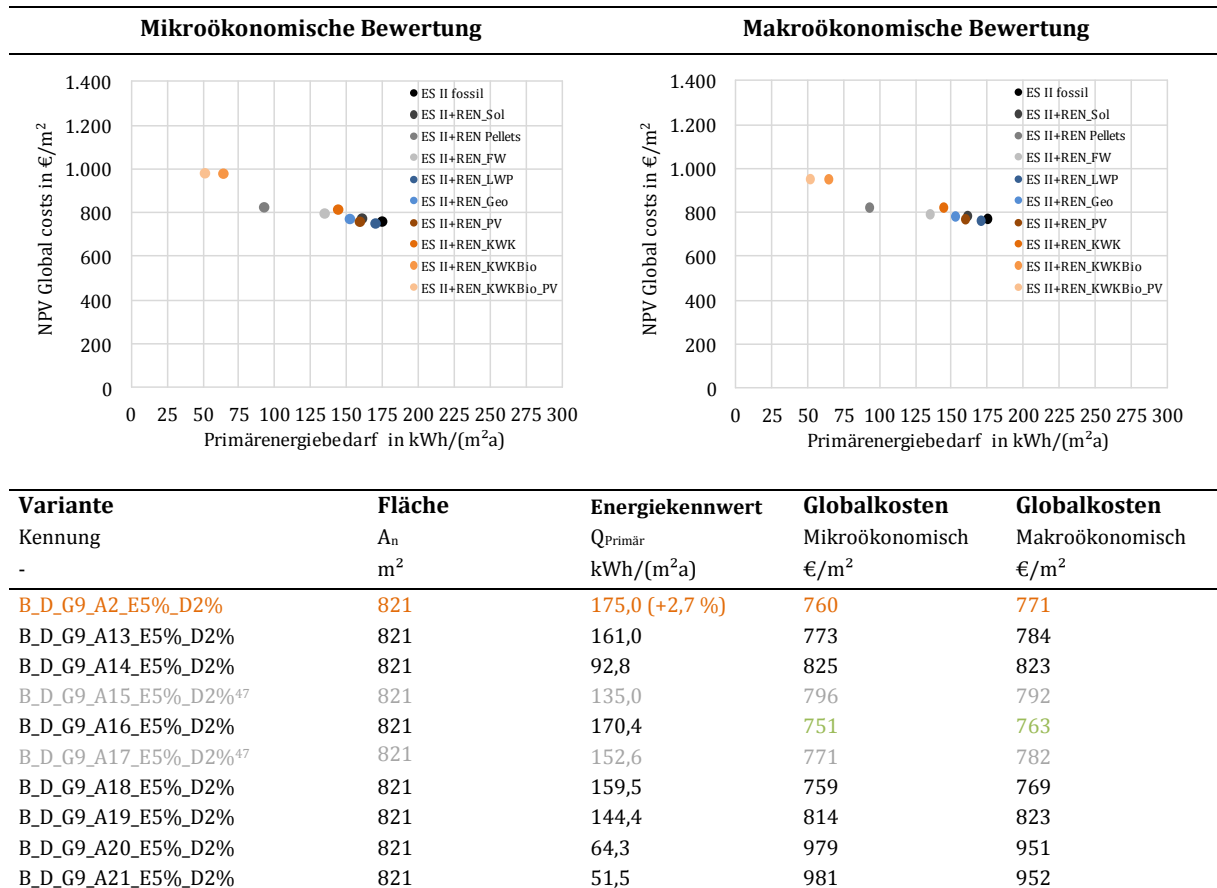 Mikroökonomische Bewertung
Makroökonomische Bewertung
NPV Global costs in €/m²
1.400
1.200
1.000
800
600
400
200
0
0 25 50 75 100 125 150 175 200 225 250 275 300
Primärenergiebedarf in kWh/(m²a)
ES II fossil
ES II+REN_Sol
ES II+REN Pellets
ES II+REN_FW
ES II+REN_LWP
ES II+REN_Geo
ES II+REN_PV
ES II+REN_KWK
ES II+REN_KWKBio
ES II+REN_KWKBio_PV
NPV Global costs in €/m²
1.400
1.200
1.000
800
600
400
200
0
0 25 50 75 100 125 150 175 200 225 250 275 300
Primärenergiebedarf in kWh/(m²a)
ES II fossil
ES II+REN_Sol
ES II+REN Pellets
ES II+REN_FW
ES II+REN_LWP
ES II+REN_Geo
ES II+REN_PV
ES II+REN_KWK
ES II+REN_KWKBio
ES II+REN_KWKBio_PV
Variante Fläche Energiekennwert Globalkosten Globalkosten
Kennung An QPrimär Mikroökonomisch Makroökonomisch
- m² kWh/(m²a) €/m² €/m²
B_D_G9_A2_E5%_D2% 821 175,0 (+2,7 %) 760 771
B_D_G9_A13_E5%_D2% 821 161,0 773 784
B_D_G9_A14_E5%_D2% 821 92,8 825 823
B_D_G9_A15_E5%_D2%47 821 135,0 796 792
B_D_G9_A16_E5%_D2% 821 170,4 751 763
B_D_G9_A17_E5%_D2%47 821 152,6 771 782
B_D_G9_A18_E5%_D2% 821 159,5 759 769
B_D_G9_A19_E5%_D2% 821 144,4 814 823
B_D_G9_A20_E5%_D2% 821 64,3 979 951
B_D_G9_A21_E5%_D2% 821 51,5 981 952